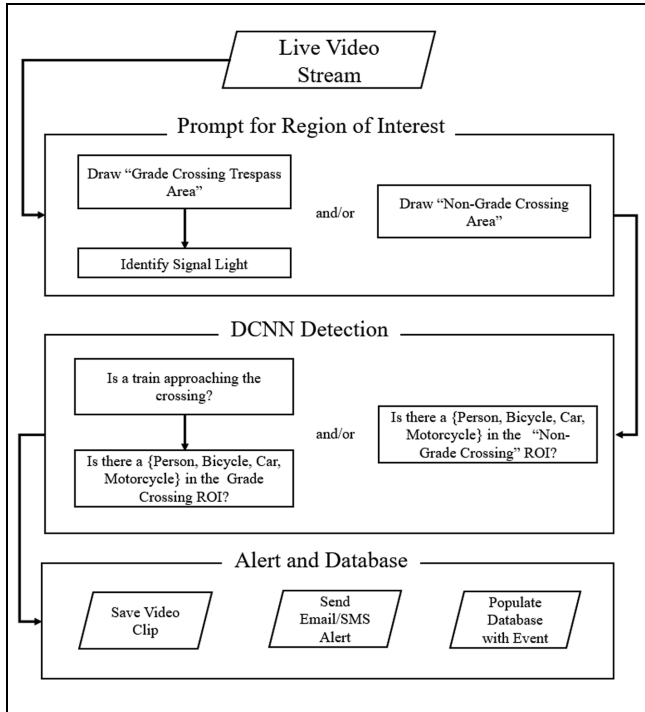 Live Video
Stream
Prompt for Region of Interest
Draw “Grade Crossing Trespass
Area”
Identify Signal Light
and/or
Draw “Non-Grade Crossing
Area”
DCNN Detection
Is a train approaching the
crossing?
Is there a {Person, Bicycle, Car,
Motorcycle} in the Grade
Crossing ROI?
and/or
Is there a {Person, Bicycle, Car,
Motorcycle} in the “Non-
Grade Crossing” ROI?
Alert and Database
Save Video
Clip
Send
Email/SMS
Alert
Populate
Database
with Event